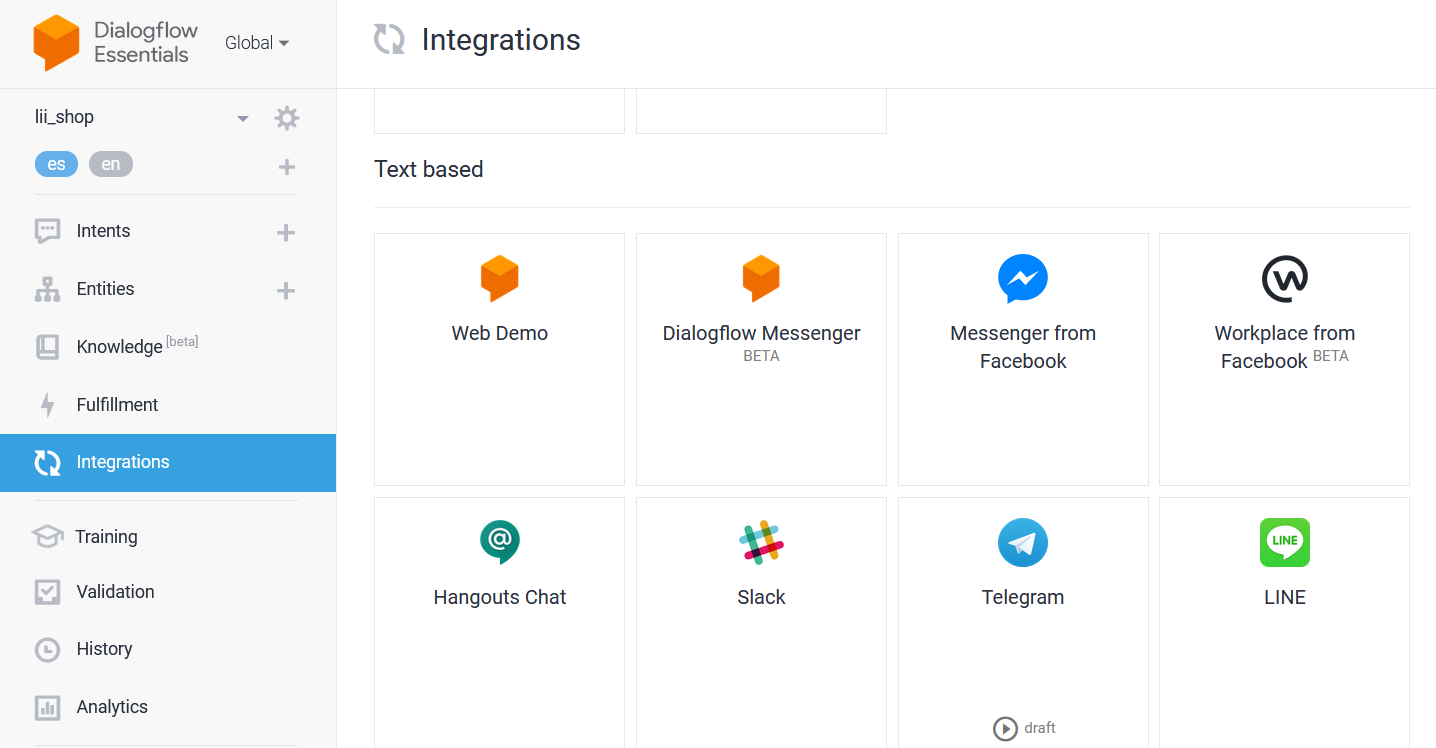 Dialogflow
Essentials
Global
Integrations
lii_shop
es
en
Intents
Entities
Knowledge [beta]
Fulfillment
Integrations
Training
Validation
History
Analytics
Text based
Web Demo
Dialogflow Messenger
BETA
Messenger from
Facebook
Workplace from
Facebook BETA
Hangouts Chat
Slack
Telegram
draft
LINE
LINE